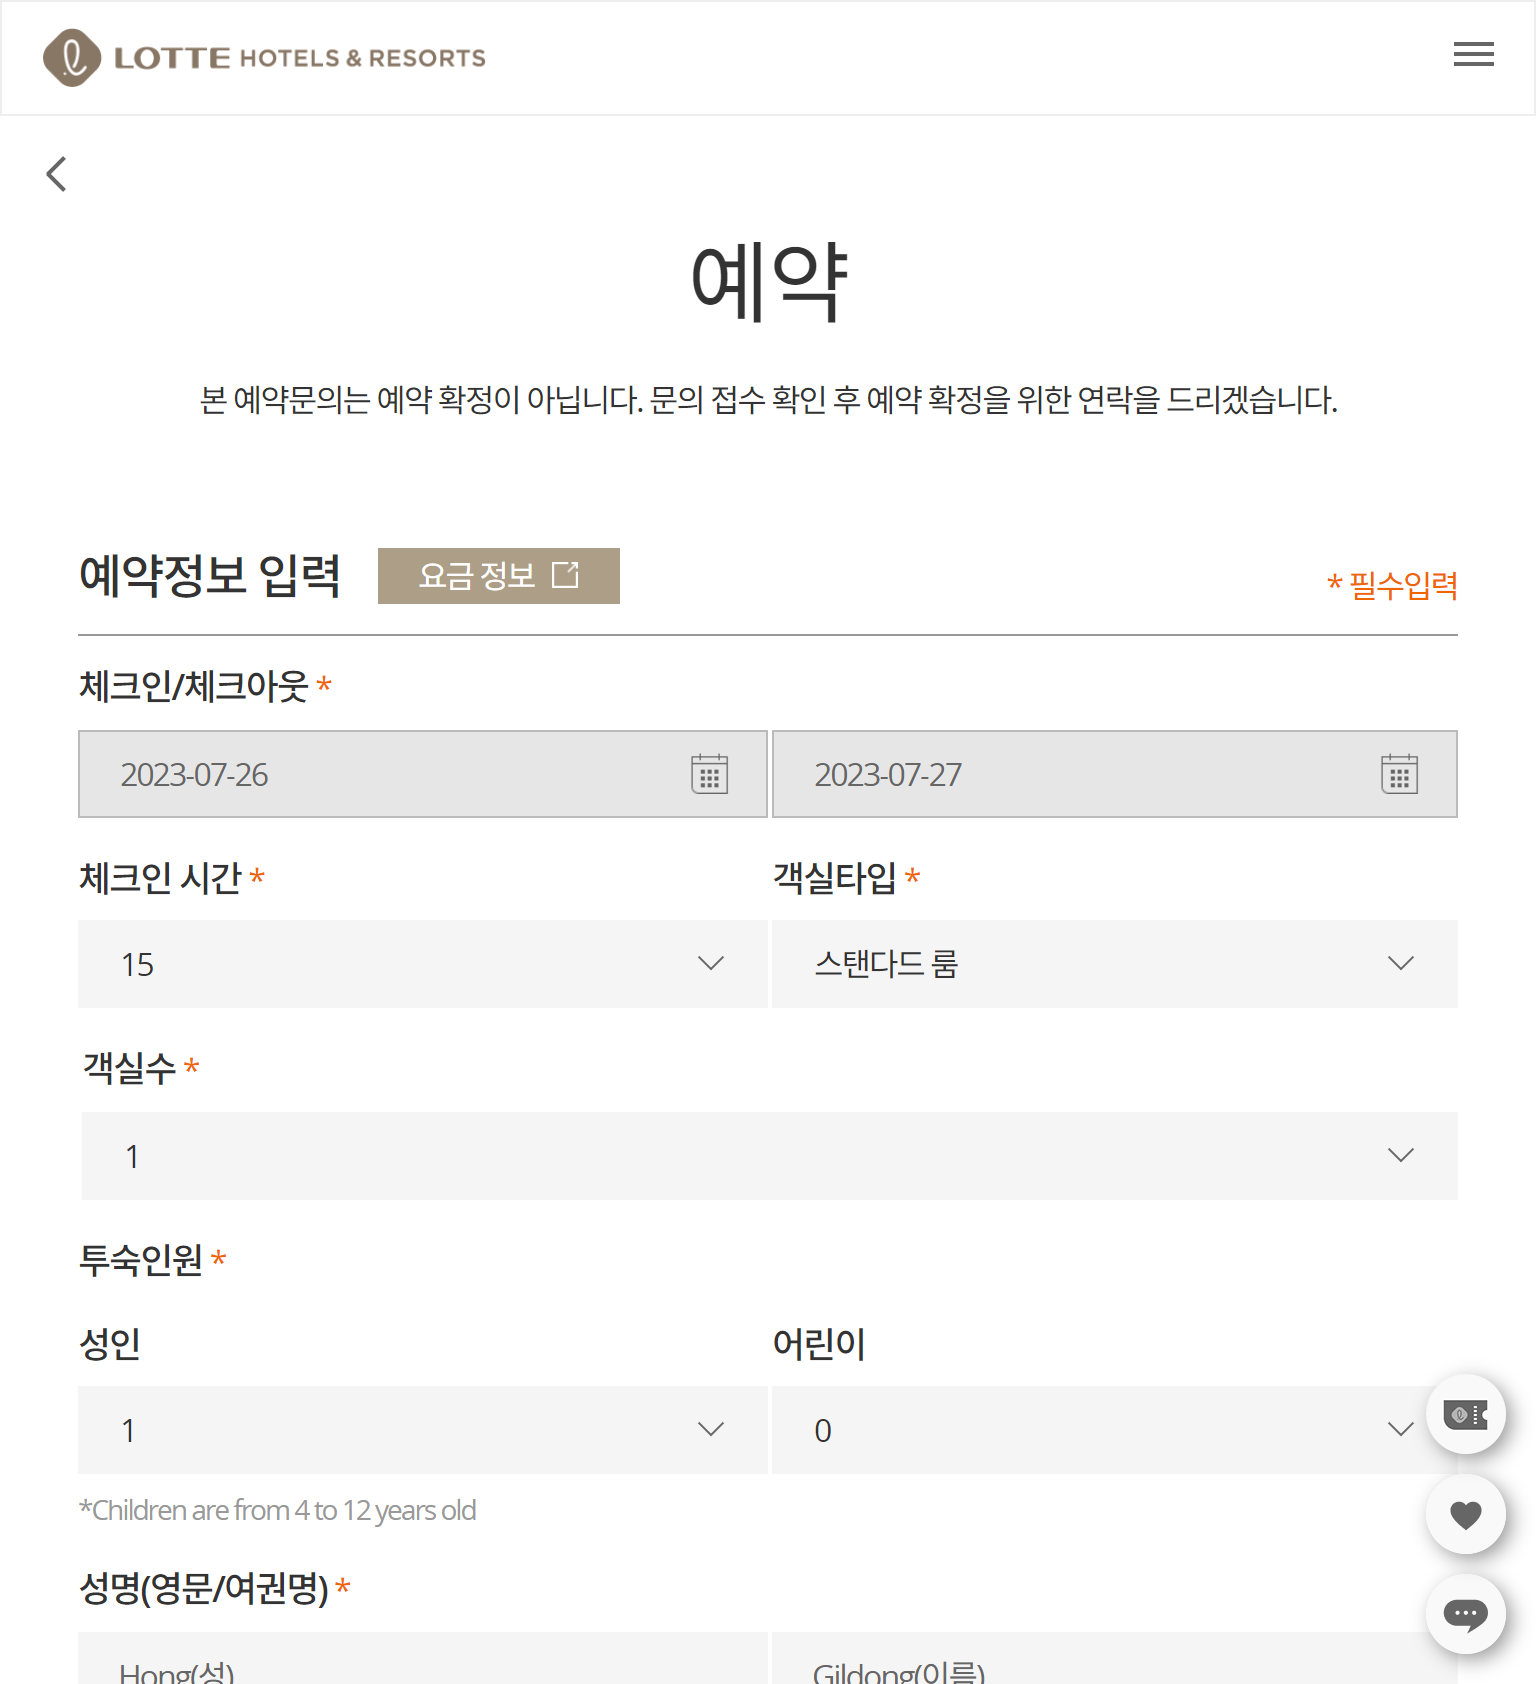 LOTTE HOTELS & RESORTS
예약
본 예약문의는 예약 확정이 아닙니다. 문의 접수 확인 후 예약 확정을 위한 연락을 드리겠습니다.
예약정보 입력 요금 정보 * 필수입력
체크인/체크아웃 *
2023-07-26 2023-07-27
체크인 시간 * 객실타입 *
15 스탠다드 룸
객실수 *
1
투숙인원 *
성인 어린이
1 0
*Children are from 4 to 12 years old
성명(영문/여권명) *
Hong(성) Gildong(이름)